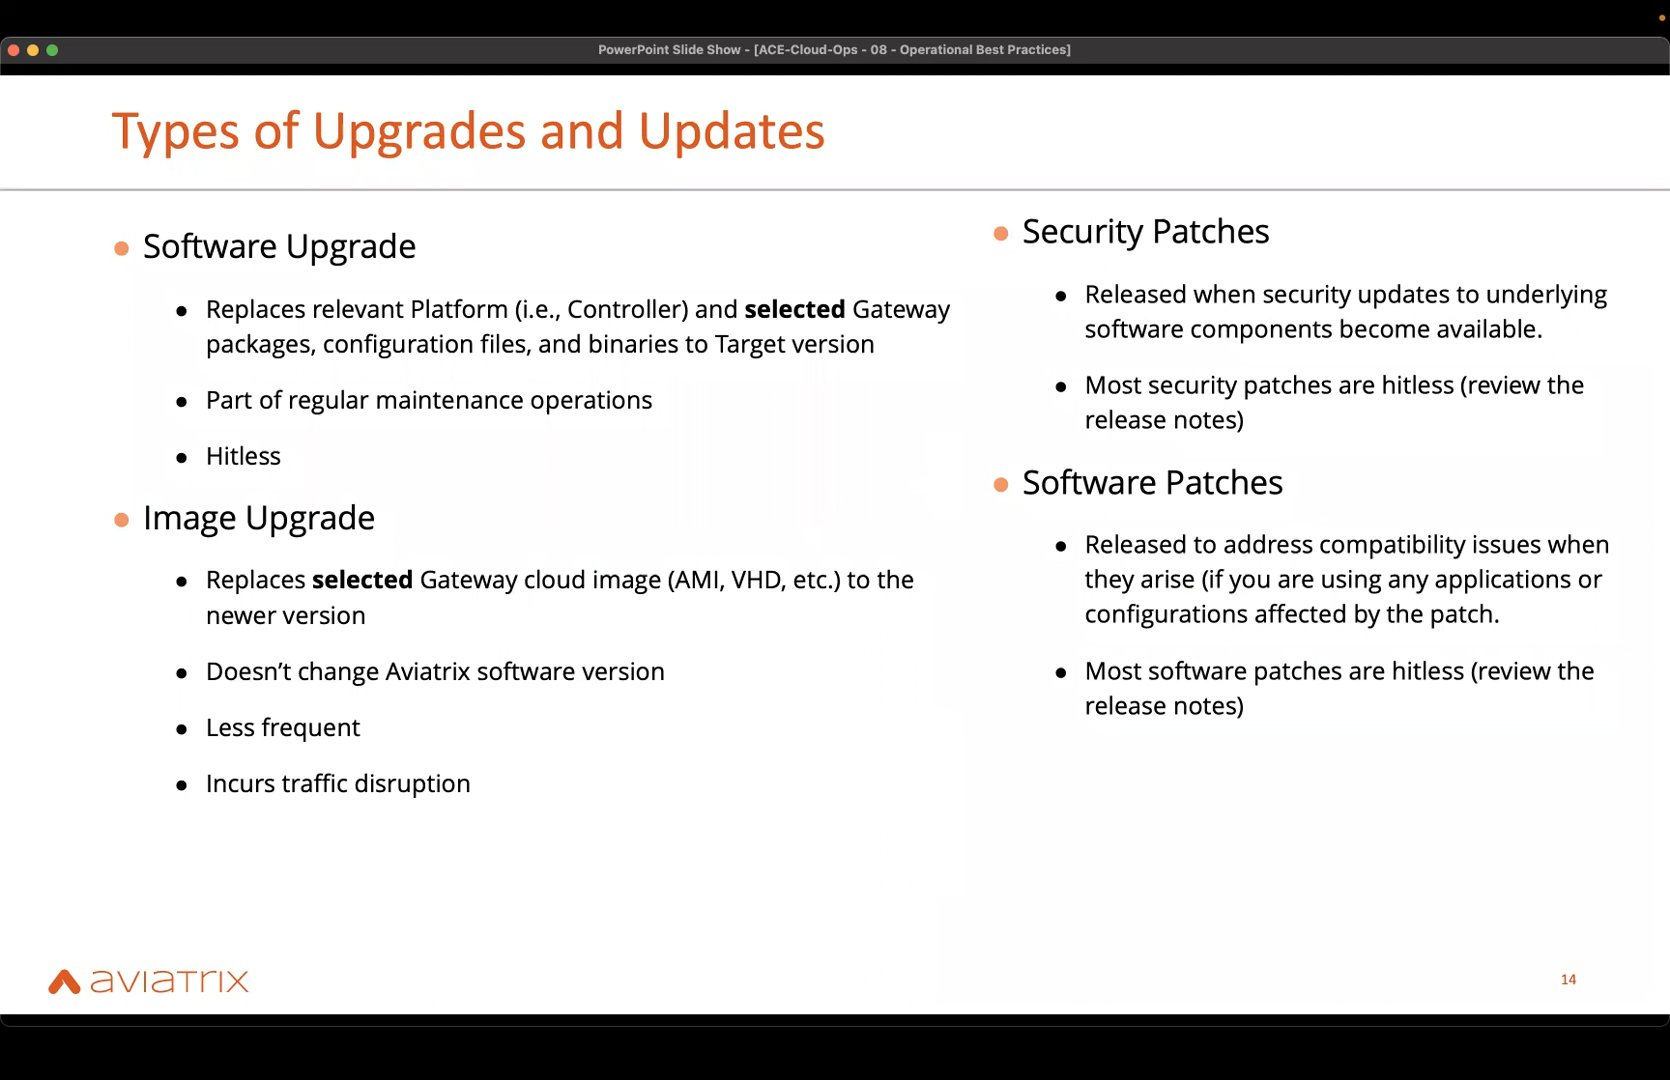 PowerPoint Slide Show - [ACE-Cloud-Ops - 08 - Operational Best Practices]
Types of Upgrades and Updates
Software Upgrade
Replaces relevant Platform (i.e., Controller) and selected Gateway
packages, configuration files, and binaries to Target version
Part of regular maintenance operations
Hitless
Image Upgrade
Replaces selected Gateway cloud image (AMI, VHD, etc.) to the
newer version
Doesn’t change Aviatrix software version
Less frequent
Incurs traffic disruption
Security Patches
Released when security updates to underlying
software components become available.
Most security patches are hitless (review the
release notes)
Software Patches
Released to address compatibility issues when
they arise (if you are using any applications or
configurations affected by the patch.
Most software patches are hitless (review the
release notes)
aviatrix
14